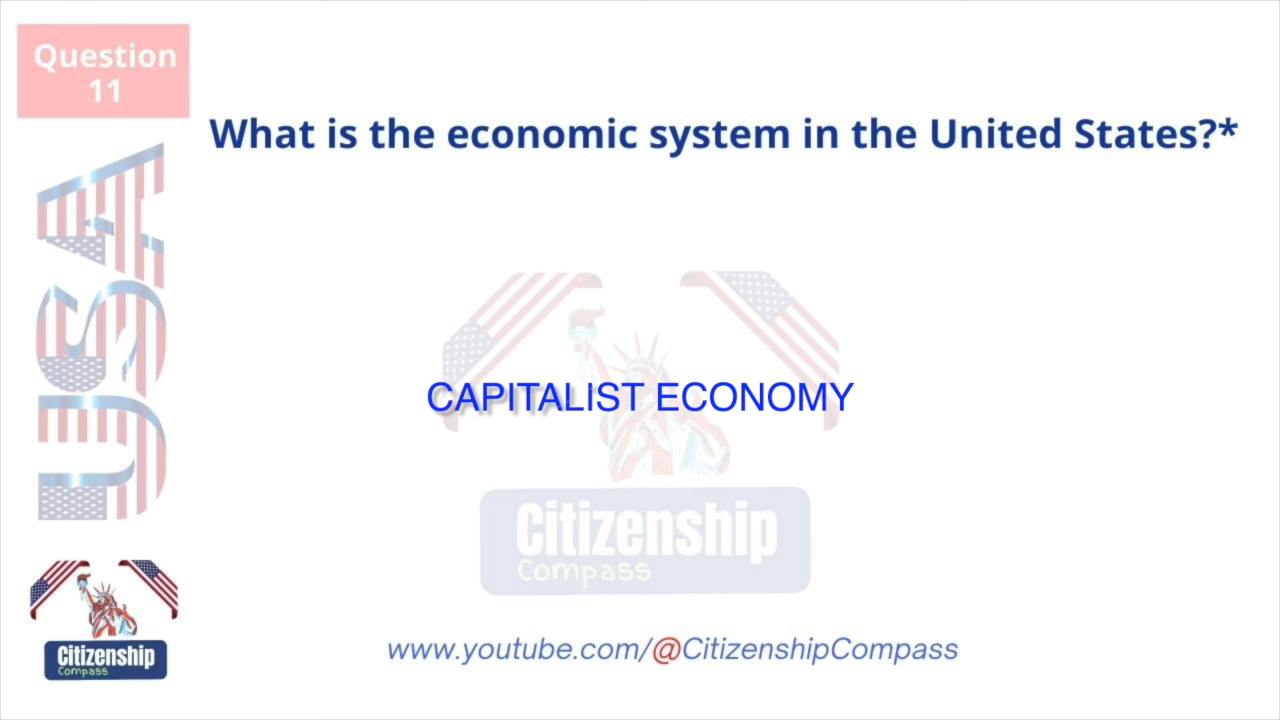 Question
11
What is the economic system in the United States?*
USA
CAPITALIST ECONOMY
Citizenship
Compass
Citizenship
Compass
www.youtube.com/@CitizenshipCompass